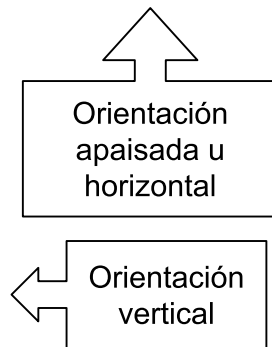 Orientación
apaisada u
horizontal
Orientación
vertical